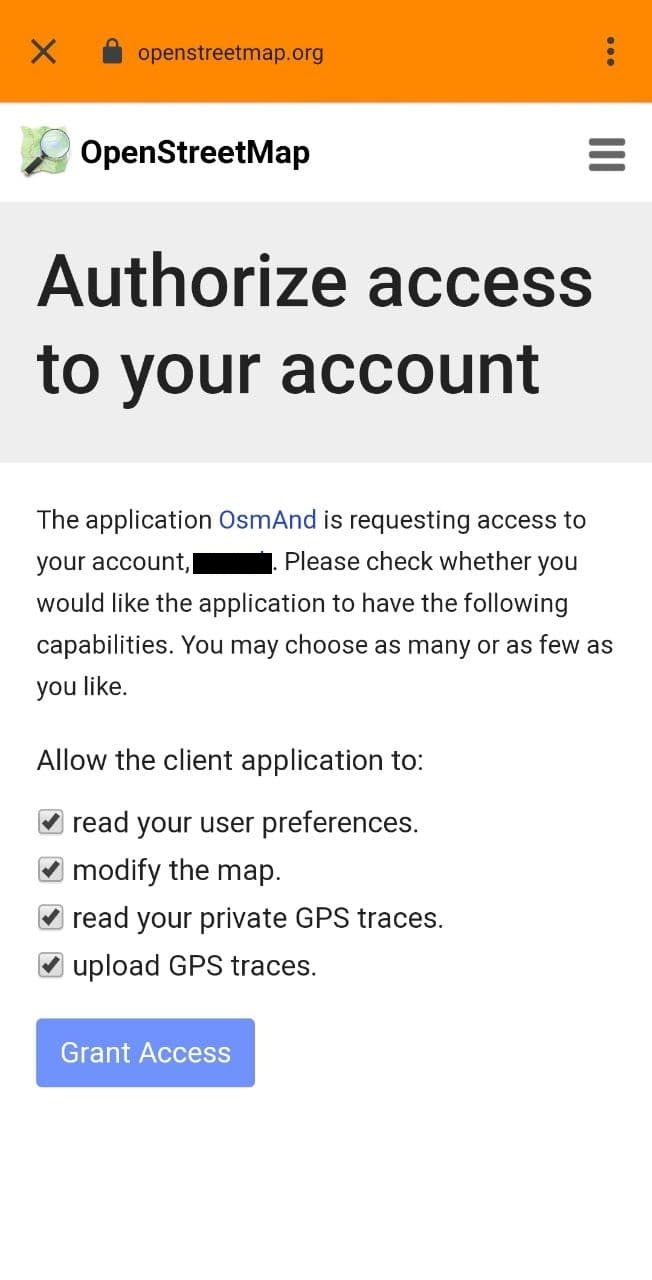 openstreetmap.org
OpenStreetMap
Authorize access
to your account
The application OsmAnd is requesting access to
your account, . Please check whether you
would like the application to have the following
capabilities. You may choose as many or as few as
you like.
Allow the client application to:
read your user preferences.
modify the map.
read your private GPS traces.
upload GPS traces.
Grant Access